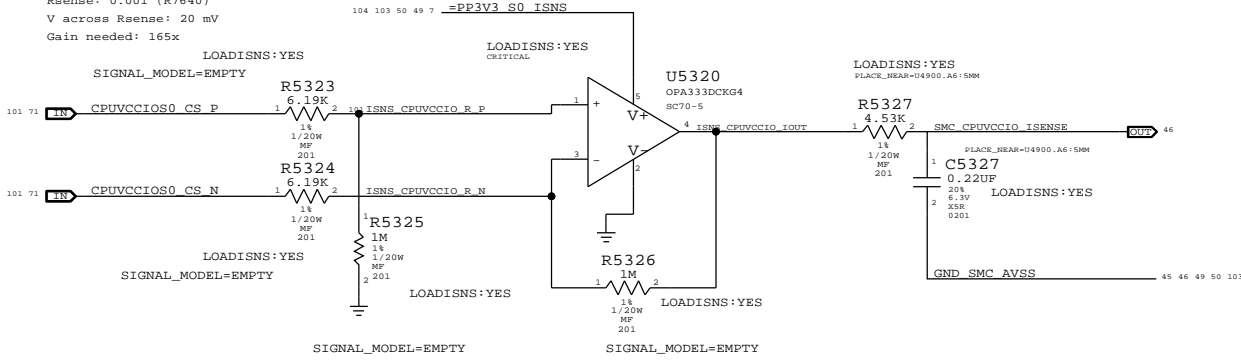 Rsense: 0.001 (R7640)
V across Rsense: 20 mV
Gain needed: 165x
104 103 50 49 7 =PP3V3_S0_ISNS
LOADISNS:YES
CRITICAL
LOADISNS:YES
SIGNAL_MODEL=EMPTY
R5323
6.19K
1 2
1%
1/20W
MF
201
101 71 IN CPUVCCIOS0_CS_P
ISNS_CPUVCCIO_R_P
R5324
6.19K
1 2
1%
1/20W
MF
201
101 71 IN CPUVCCIOS0_CS_N
ISNS_CPUVCCIO_R_N
LOADISNS:YES
SIGNAL_MODEL=EMPTY
1
R5325
1M
1%
1/20W
MF
201
2
LOADISNS:YES
SIGNAL_MODEL=EMPTY
U5320
OPA333DCKG4
SC70-5
1 +
3 -
5
V+
V-
2
4 ISNS_CPUVCCIO_IOUT
R5326
1M
1 2
1%
1/20W
MF
201
LOADISNS:YES
SIGNAL_MODEL=EMPTY
LOADISNS:YES
PLACE_NEAR=U4900.A6:5MM
R5327
4.53K
1 2
1%
1/20W
MF
201
SMC_CPUVCCIO_ISENSE
OUT 46
PLACE_NEAR=U4900.A6:5MM
1
C5327
0.22UF
20%
6.3V
X5R
0201
2
LOADISNS:YES
GND_SMC_AVSS
45 46 49 50 103